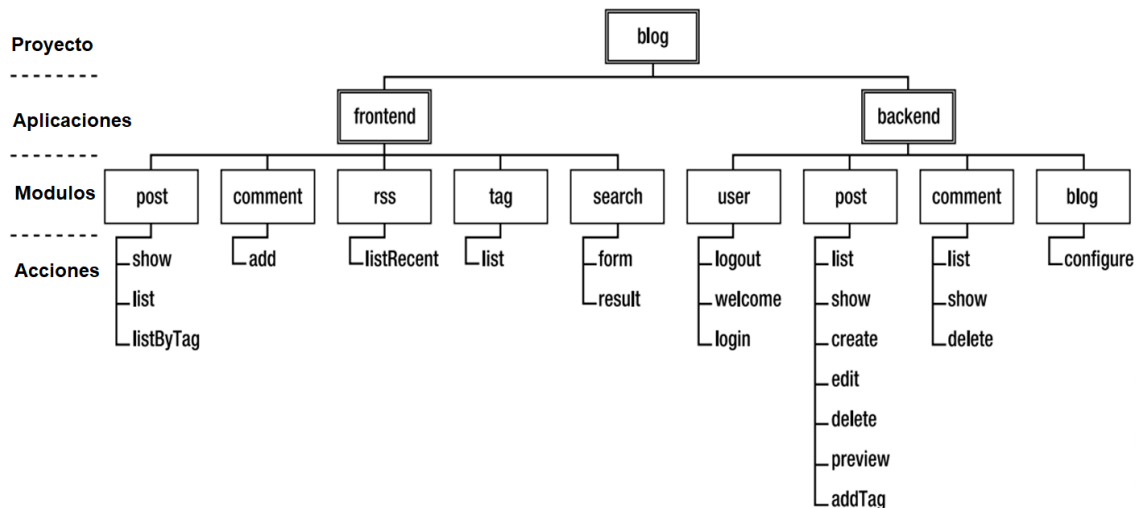 Proyecto
blog
Aplicaciones
frontend
backend
Modulos
post
comment
rss
tag
search
user
post
comment
blog
Acciones
show
list
listByTag
add
listRecent
list
form
result
logout
welcome
login
list
show
create
edit
delete
preview
addTag
list
show
delete
configure